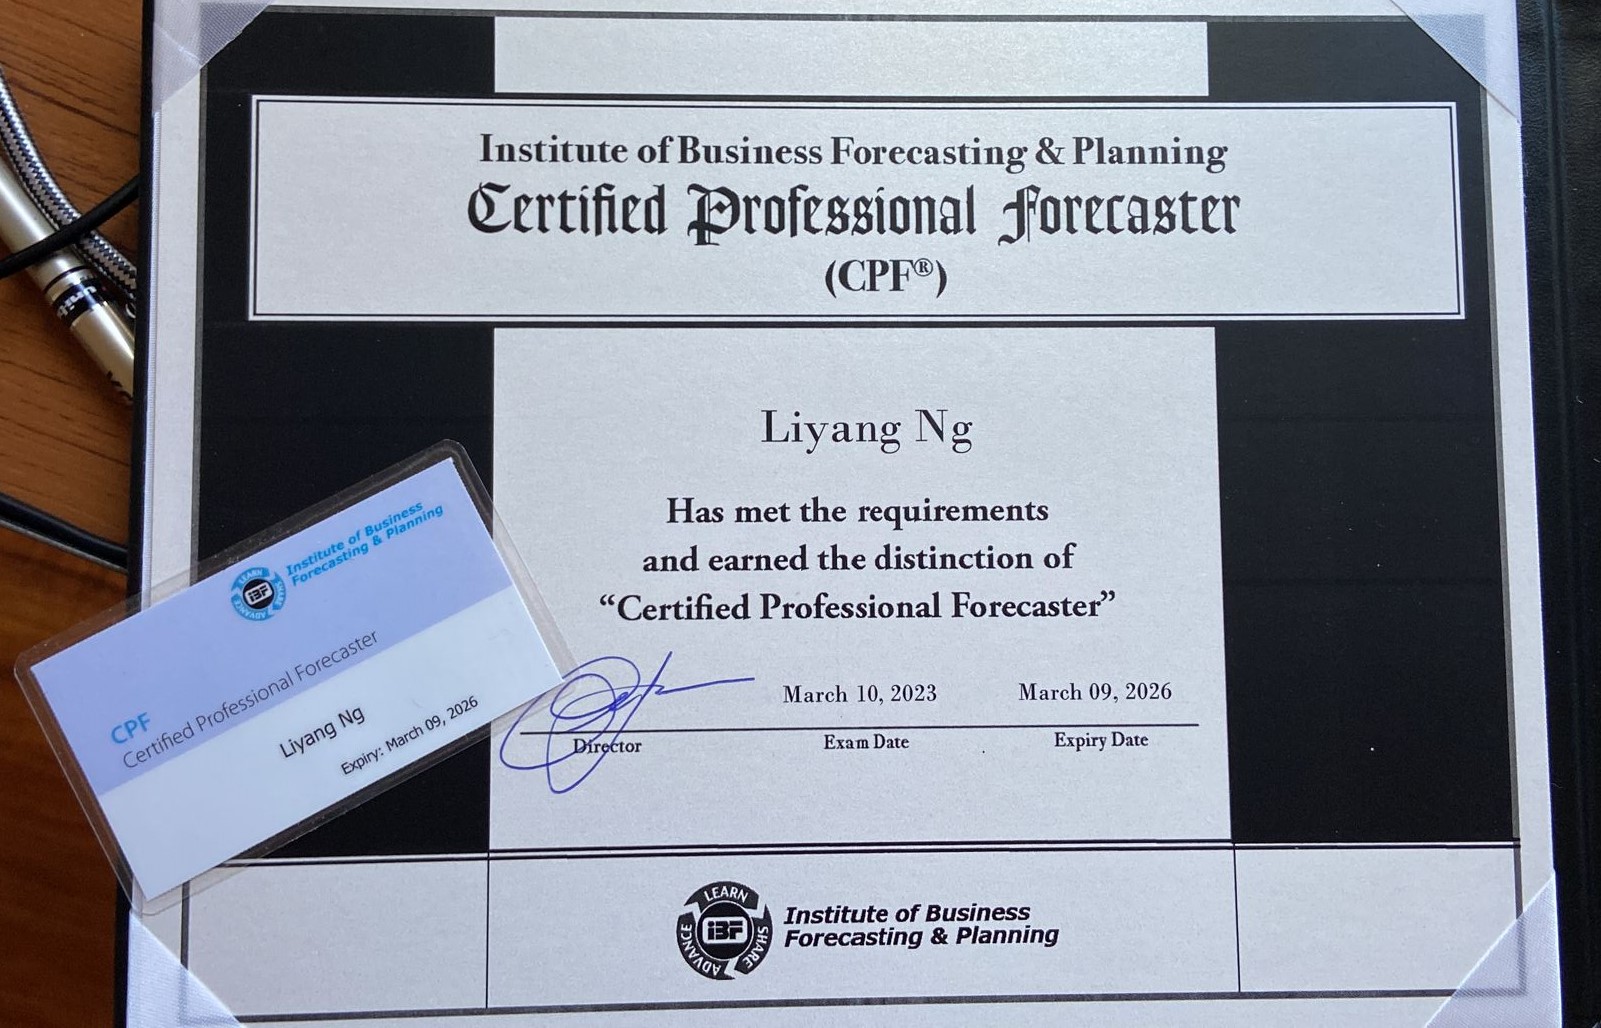 Institute of Business Forecasting & Planning
Certified Professional Forecaster
(CPF®)
Liyang Ng
Has met the requirements
and earned the distinction of
“Certified Professional Forecaster”
March 10, 2023
March 09, 2026
Director
Exam Date
Expiry Date
LEARN
SHARE
ADVANCE
iBF
Institute of Business
Forecasting & Planning
LEARN
SHARE
ADVANCE
iBF
Institute of Business
Forecasting & Planning
CPF
Certified Professional Forecaster
Liyang Ng
Expiry: March 09, 2026